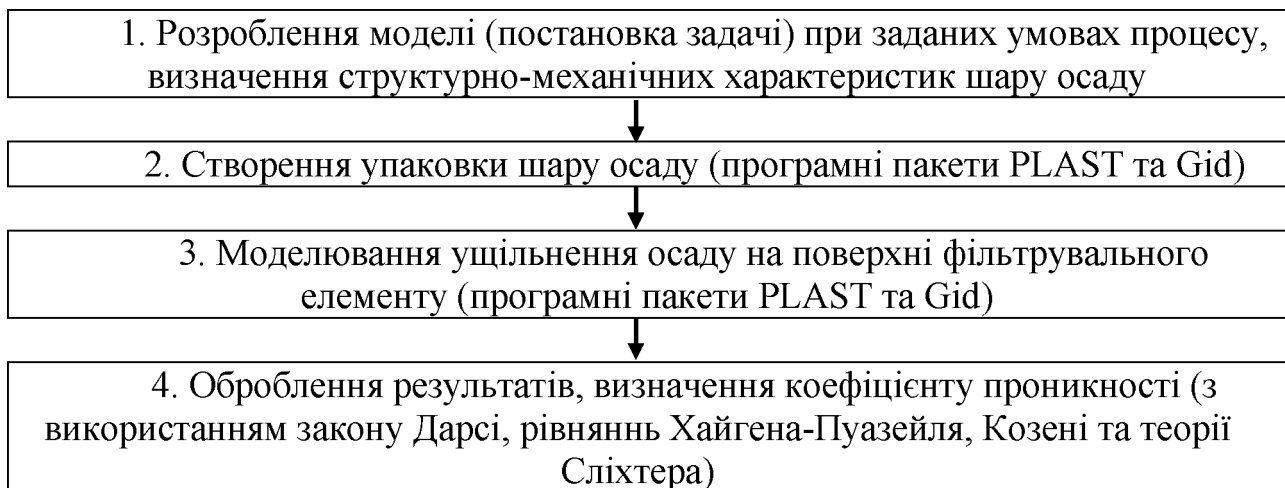 1. Розроблення моделі (постановка задачі) при заданих умовах процесу,
визначення структурно-механічних характеристик шару осаду
2. Створення упаковки шару осаду (програмні пакети PLAST та Gid)
3. Моделювання ущільнення осаду на поверхні фільтрувального
елементу (програмні пакети PLAST та Gid)
4. Оброблення результатів, визначення коефіцієнту проникності (з
використанням закону Дарсі, рівняннь Хайгена-Пуазейля, Козені та теорії
Сліхтера)